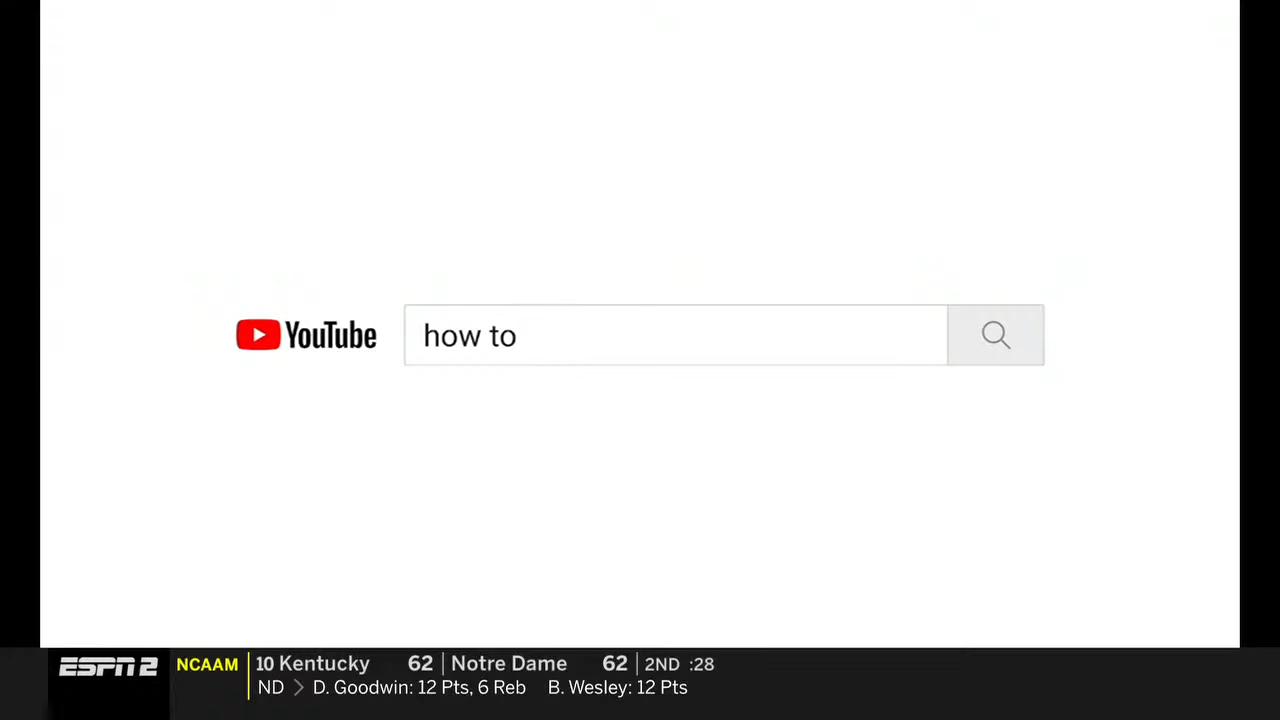 YouTube how to
ESPN2 NCAAM 10 Kentucky 62 Notre Dame 62 2ND :28
ND > D. Goodwin: 12 Pts, 6 Reb B. Wesley: 12 Pts